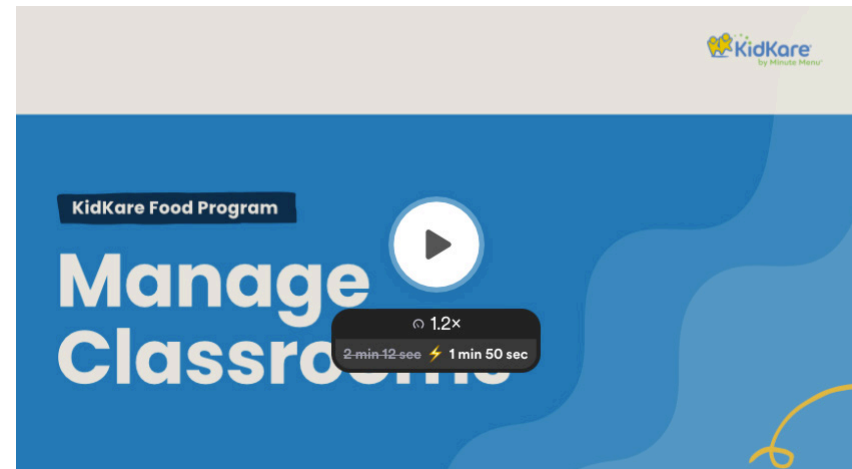 KidKare
by Minute Menu
KidKare Food Program
Manage
Classrooms
1.2×
2 min 12 sec ⚡ 1 min 50 sec